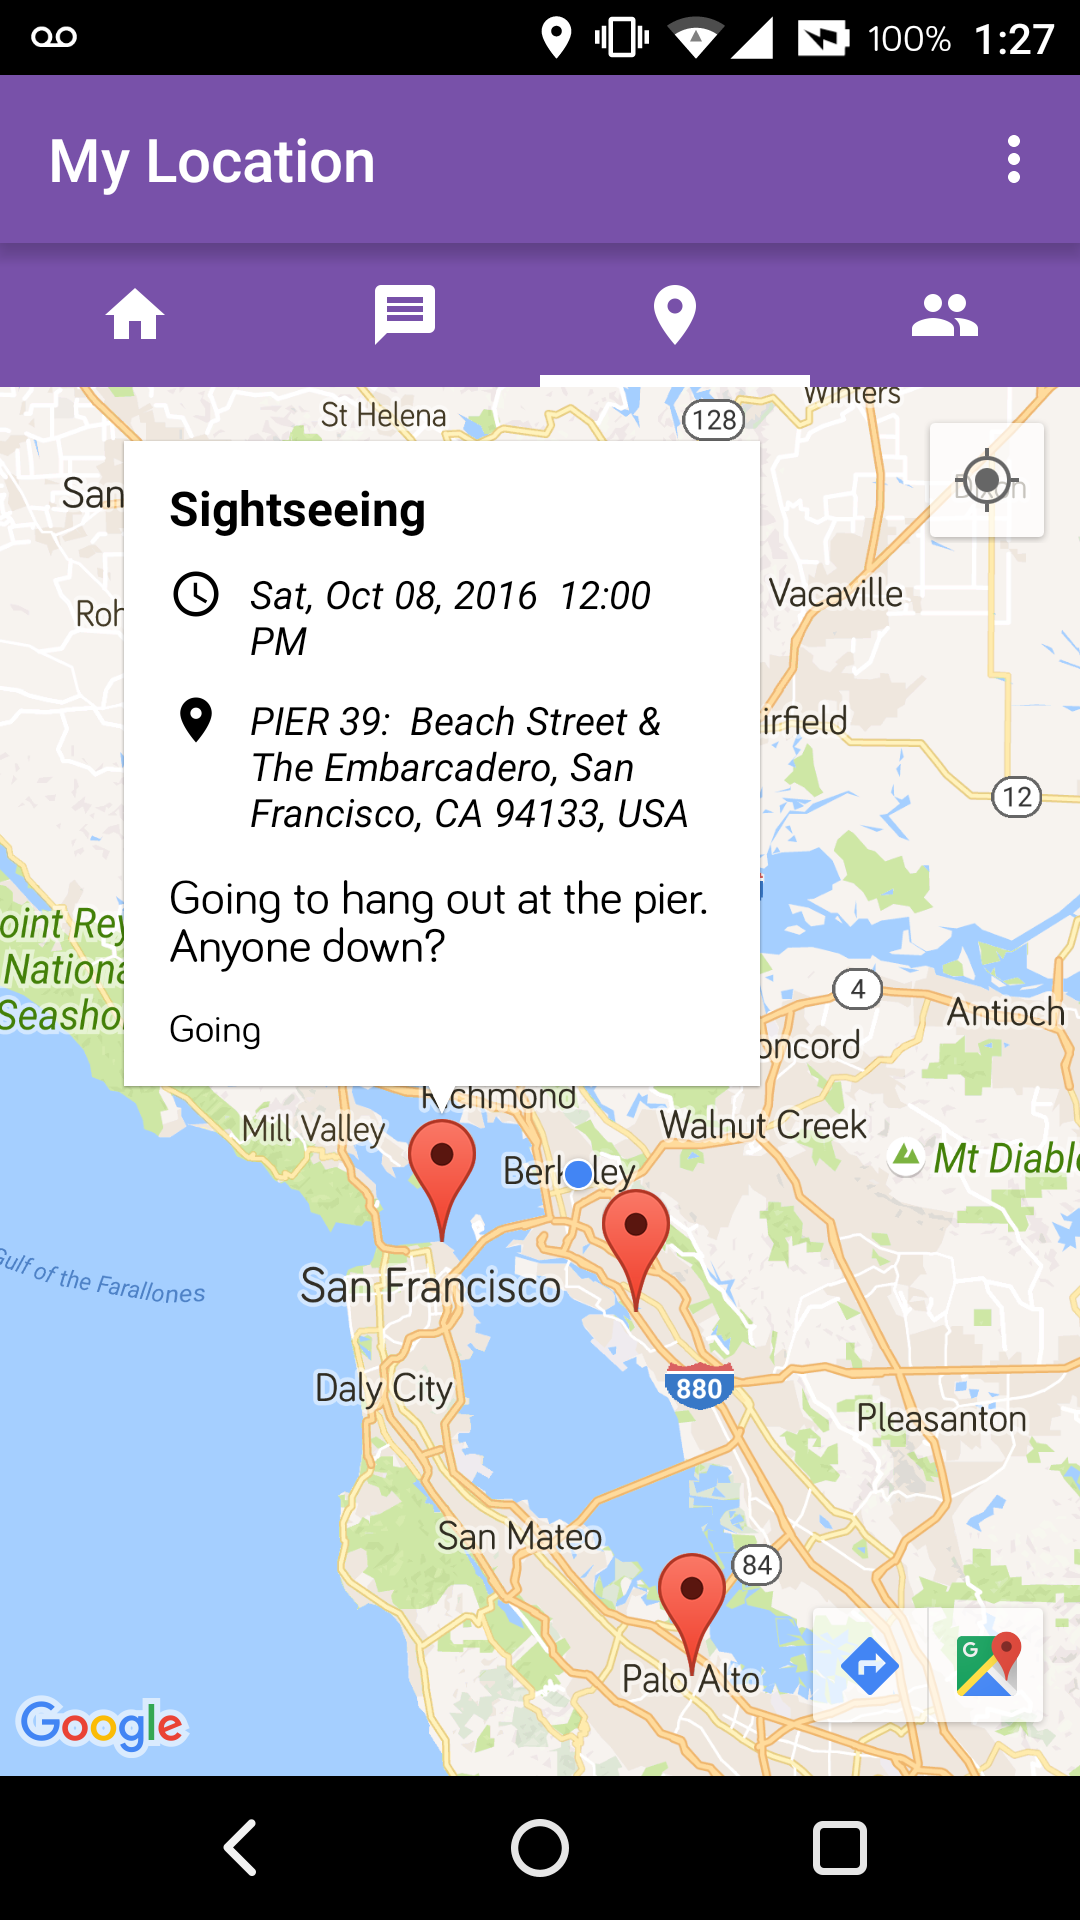 100% 1:27
My Location
Winters
St Helena
128
San
Dixon
Sightseeing
Sat, Oct 08, 2016 12:00
PM
Vacaville
Roh
PIER 39: Beach Street &
The Embarcadero, San
Francisco, CA 94133, USA
irfield
12
Going to hang out at the pier.
Anyone down?
oint Rey
Nationa
Seasho
4
Antioch
Going
oncord
Richmond
Mill Valley
Walnut Creek
Berkeley
Mt Diablo
Gulf of the Farallones
San Francisco
Daly City
880
Pleasanton
San Mateo
84
Palo Alto
G
Google